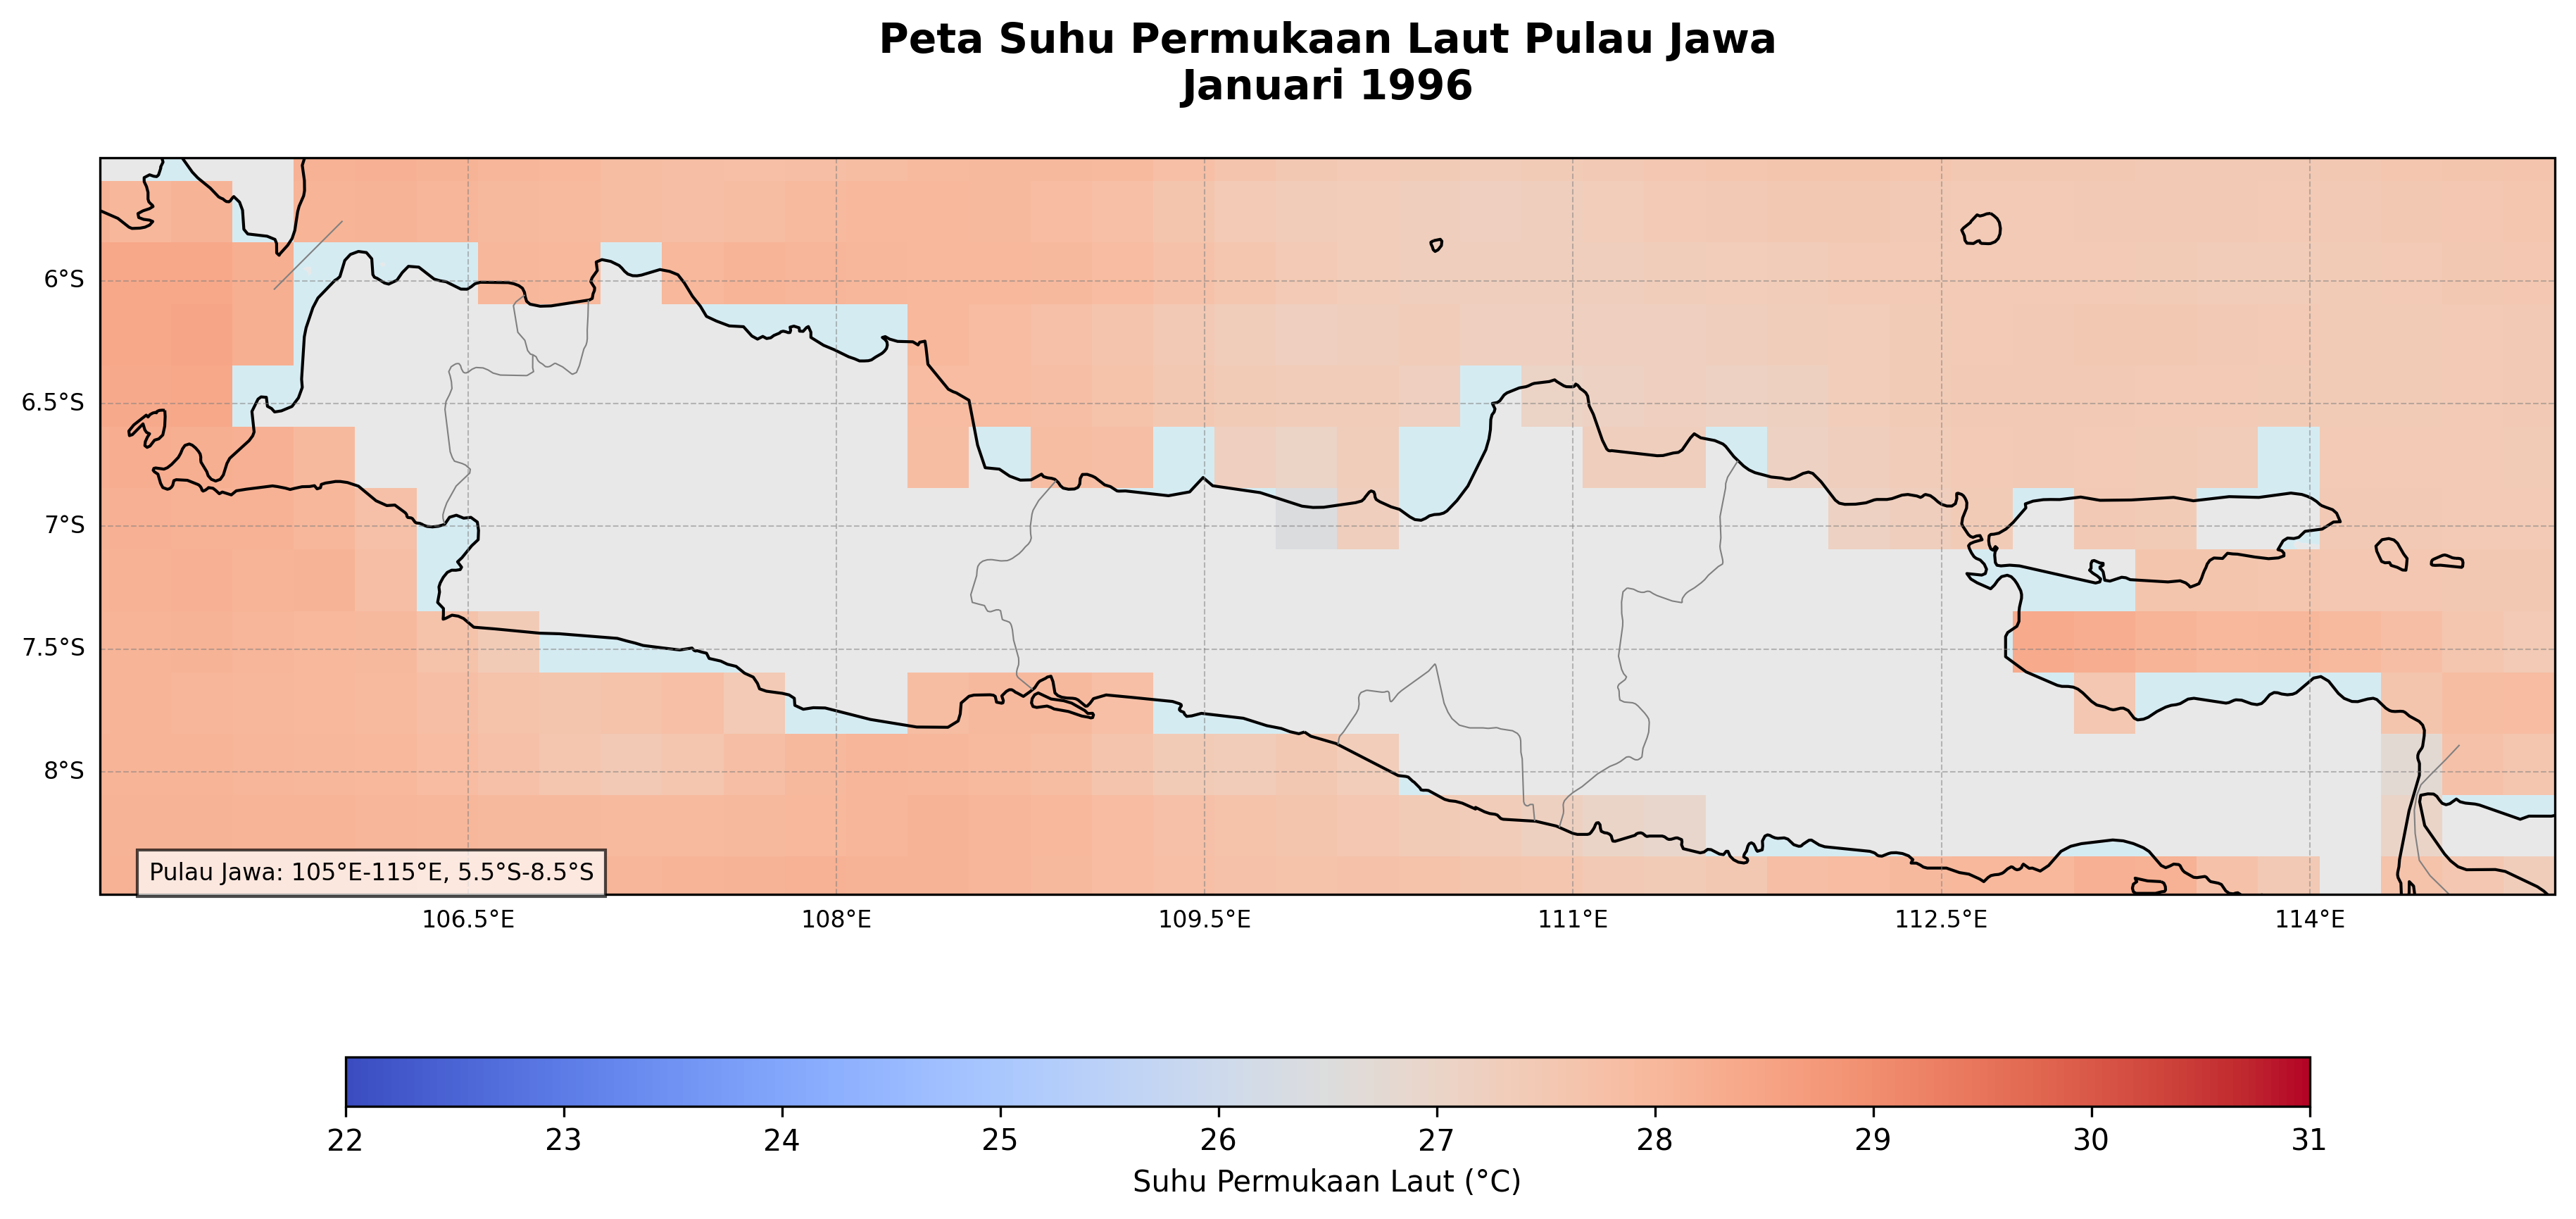 Peta Suhu Permukaan Laut Pulau Jawa
Januari 1996
6°S
6.5°S
7°S
7.5°S
8°S
Pulau Jawa: 105°E-115°E, 5.5°S-8.5°S
106.5°E 108°E 109.5°E 111°E 112.5°E 114°E
22 23 24 25 26 27 28 29 30 31
Suhu Permukaan Laut (°C)